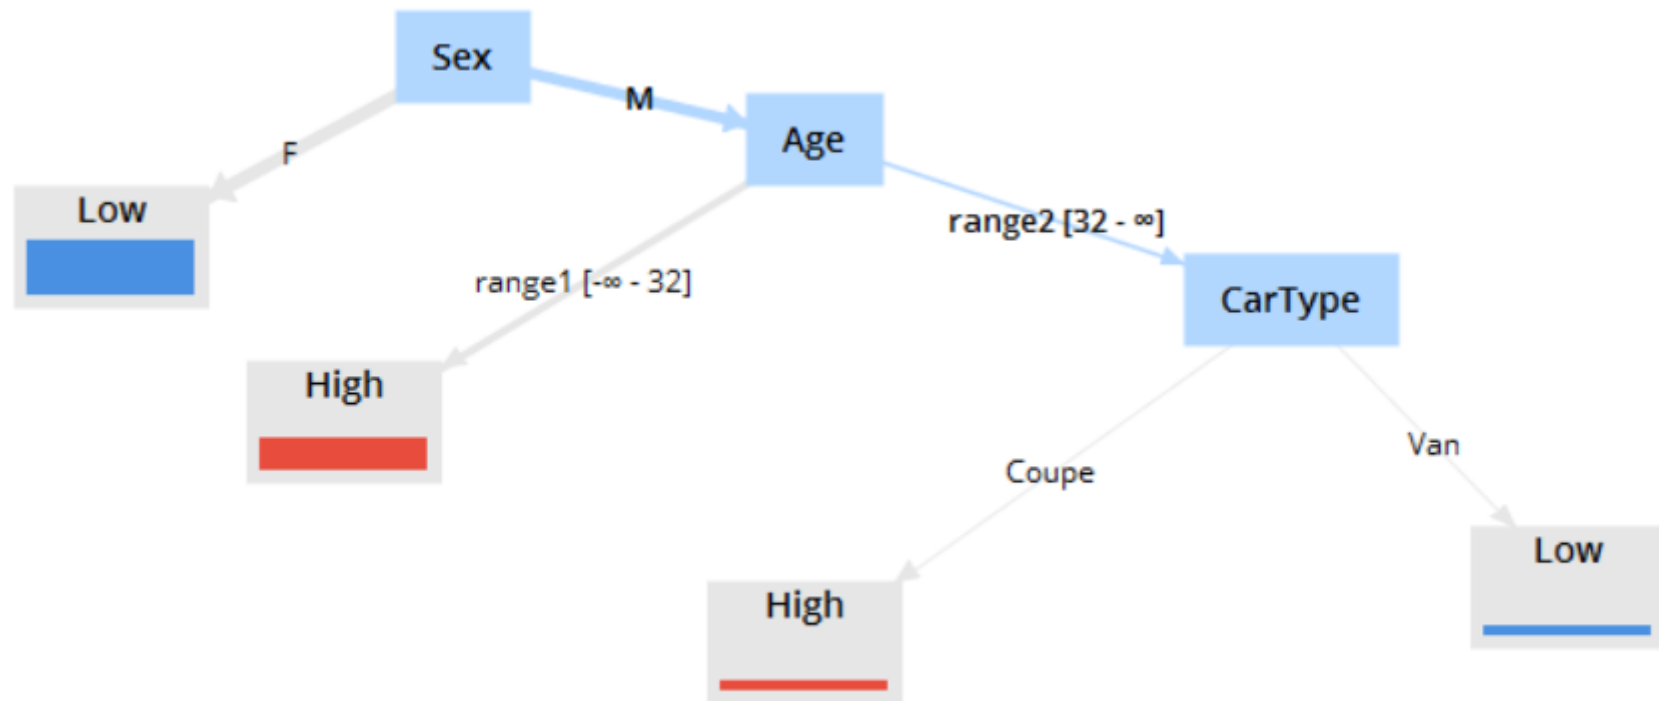 Sex
M
Age
F
Low
range2 [32 - ∞]
range1 [-∞ - 32]
CarType
High
Van
Coupe
Low
High